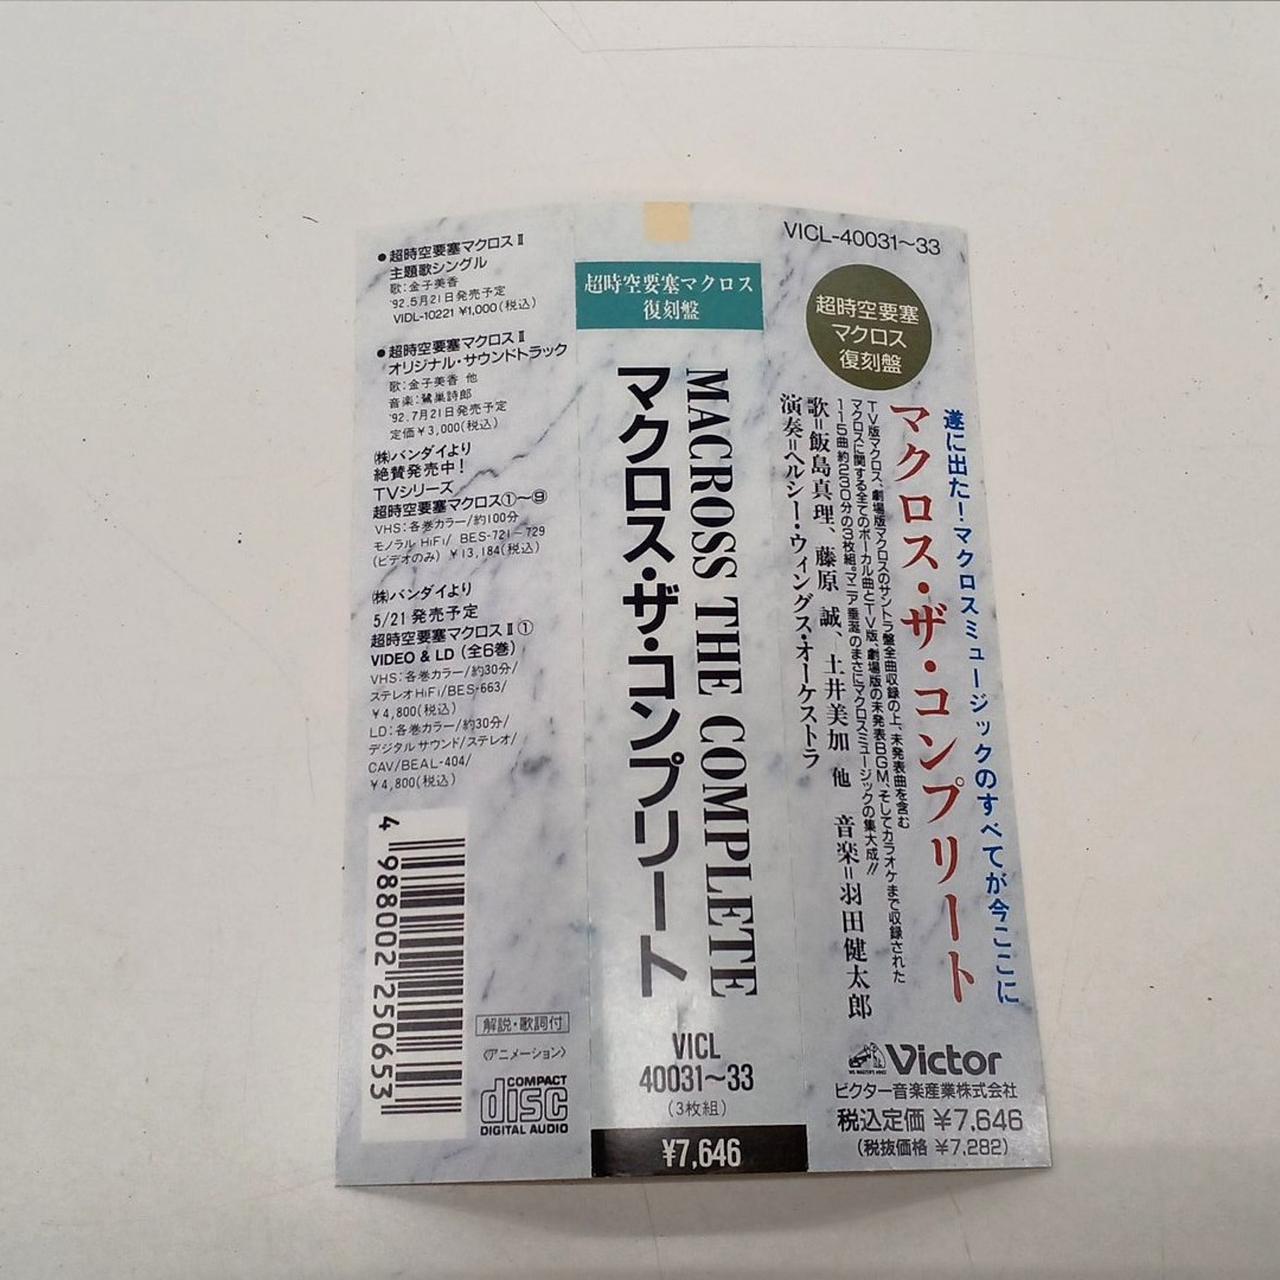 ●超時空要塞マクロスⅡ
主題歌シングル
歌:金子美香
'92.5月21日発売予定
VIDL-10221 ¥1,000(税込)
●超時空要塞マクロスⅡ
オリジナル・サウンドトラック
歌:金子美香 他
音楽:鷺巣詩郎
'92.7月21日発売予定
定価¥3,000(税込)
㈱バンダイより
絶賛発売中!
TVシリーズ
超時空要塞マクロス①〜⑨
VHS:各巻カラー/約100分
モノラル HiFi/ BES-721〜729
(ビデオのみ) ¥13,184(税込)
㈱バンダイより
5/21発売予定
超時空要塞マクロスⅡ①
VIDEO & LD (全6巻)
VHS:各巻カラー/約30分/
ステレオHiFi/BES-663/
¥4,800(税込)
LD:各巻カラー/約30分/
デジタルサウンド/ステレオ/
CAV/BEAL-404/
¥4,800(税込)
4 988002 250653
解説・歌詞付
〈アニメーション〉
COMPACT
disc
DIGITAL AUDIO
超時空要塞マクロス
復刻盤
MACROSS THE COMPLETE
マクロス・ザ・コンプリート
VICL
40031〜33
(3枚組)
¥7,646
VICL-40031〜33
超時空要塞
マクロス
復刻盤
遂に出た!マクロスミュージックのすべてが今ここに
マクロス・ザ・コンプリート
TV版マクロス、劇場版マクロスのサントラ盤全曲収録の上、未発表曲を含む
マクロスに関する全てのボーカル曲とTV版、劇場版の未発表BGM、そしてカラオケまで収録された
115曲 約230分の3枚組。マニア垂涎のまさにマクロスミュージックの集大成!!
歌=飯島真理、藤原 誠、土井美加 他 音楽=羽田健太郎
演奏=ヘルシー・ウィングス・オーケストラ
Victor
ビクター音楽産業株式会社
税込定価 ¥7,646
(税抜価格 ¥7,282)